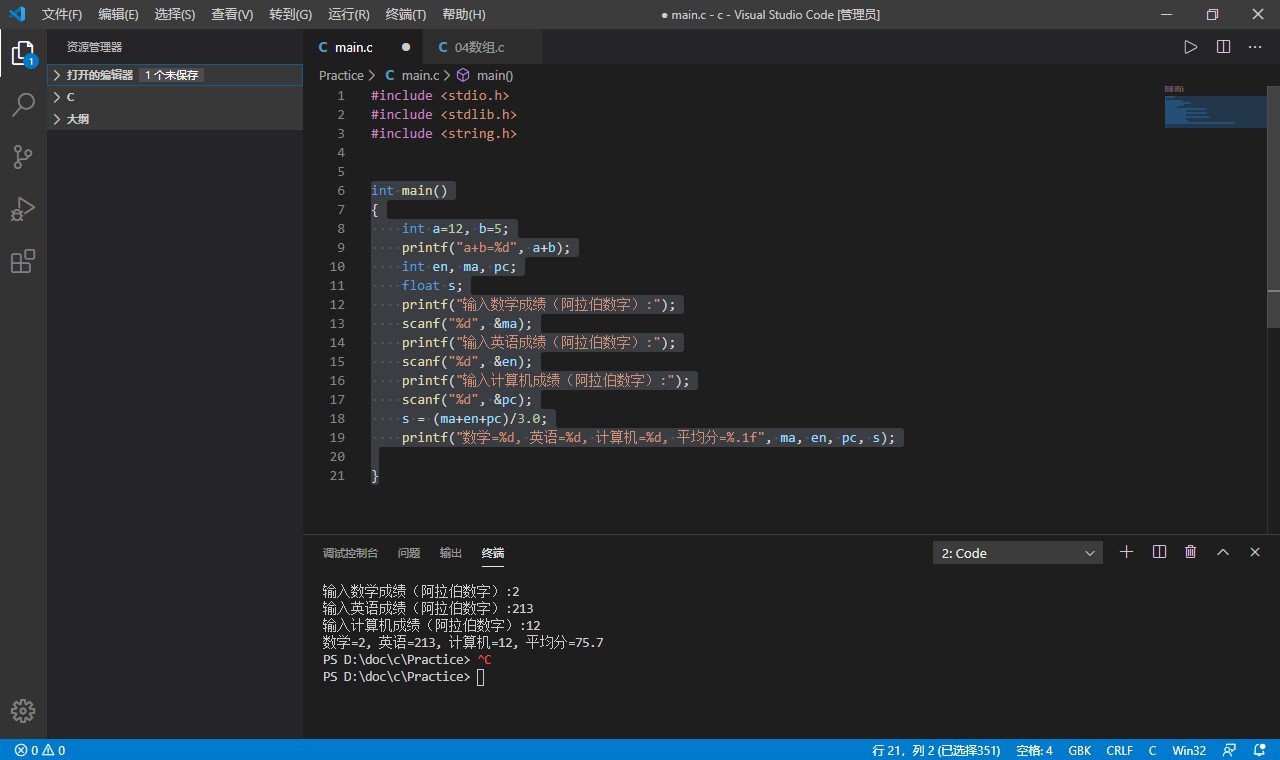 文件(F) 编辑(E) 选择(S) 查看(V) 转到(G) 运行(R) 终端(T) 帮助(H) ● main.c - c - Visual Studio Code [管理员]
资源管理器
打开的编辑器 1 个未保存
C
大纲
1
C main.c ● C 04数组.c
Practice > C main.c > main()
1 #include <stdio.h>
2 #include <stdlib.h>
3 #include <string.h>
4
5
6 int main()
7 {
8 int a=12, b=5;
9 printf("a+b=%d", a+b);
10 int en, ma, pc;
11 float s;
12 printf("输入数学成绩（阿拉伯数字）:");
13 scanf("%d", &ma);
14 printf("输入英语成绩（阿拉伯数字）:");
15 scanf("%d", &en);
16 printf("输入计算机成绩（阿拉伯数字）:");
17 scanf("%d", &pc);
18 s = (ma+en+pc)/3.0;
19 printf("数学=%d, 英语=%d, 计算机=%d, 平均分=%.1f", ma, en, pc, s);
20
21 }
调试控制台 问题 输出 终端 2: Code
输入数学成绩（阿拉伯数字）:2
输入英语成绩（阿拉伯数字）:213
输入计算机成绩（阿拉伯数字）:12
数学=2, 英语=213, 计算机=12, 平均分=75.7
PS D:\doc\c\Practice> ^C
PS D:\doc\c\Practice>
0 0 行 21，列 2 (已选择351) 空格: 4 GBK CRLF C Win32